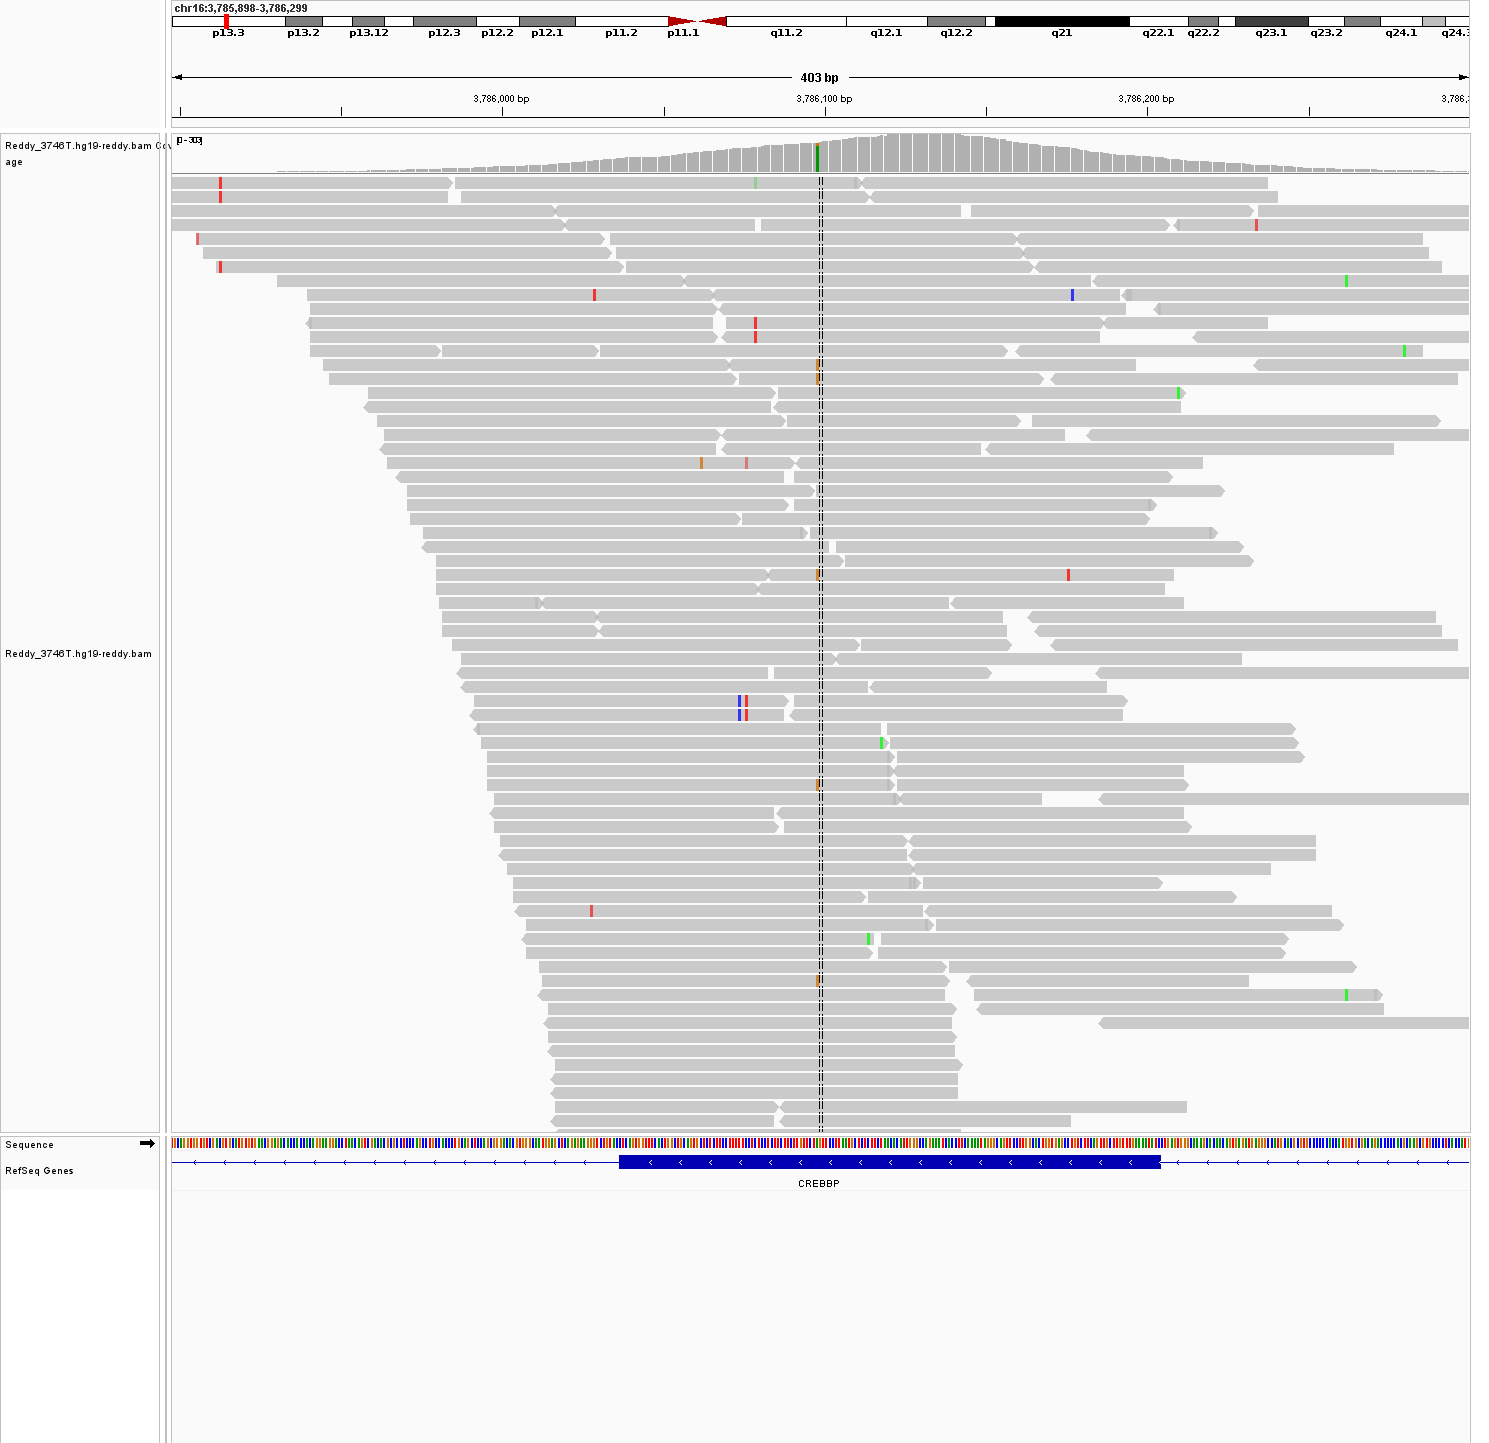 chr16:3,785,898-3,786,299
p13.3 p13.2 p13.12 p12.3 p12.2 p12.1 p11.2 p11.1 q11.2 q12.1 q12.2 q21 q22.1 q22.2 q23.1 q23.2 q24.1 q24.3
403 bp
3,786,000 bp 3,786,100 bp 3,786,200 bp 3,786,
Reddy_3746T.hg19-reddy.bam Cov
age
[0-303]
Reddy_3746T.hg19-reddy.bam
Sequence
RefSeq Genes
CREBBP